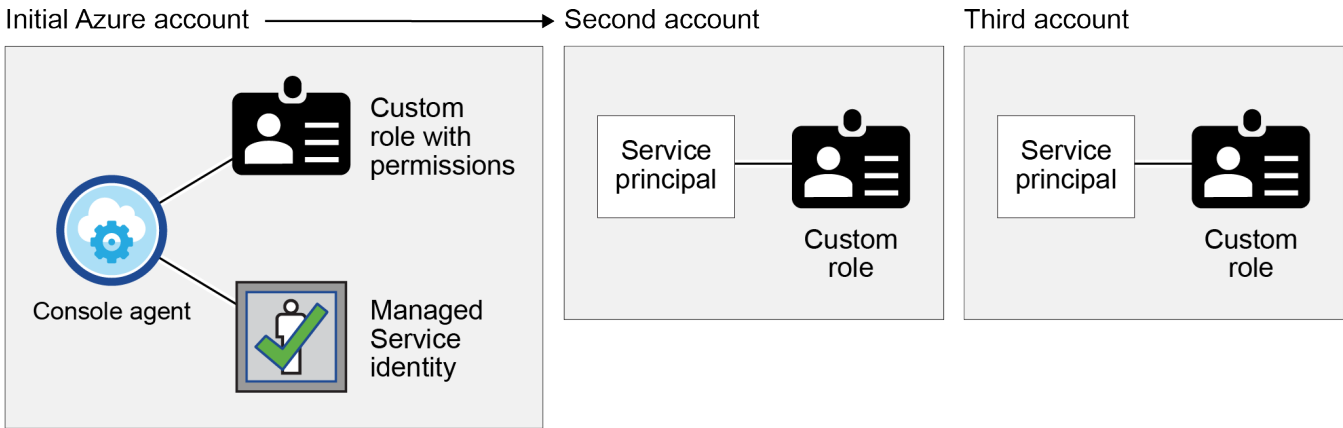 Initial Azure account
Second account
Third account
Custom
role with
permissions
Console agent
Managed
Service
identity
Service
principal
Custom
role
Service
principal
Custom
role